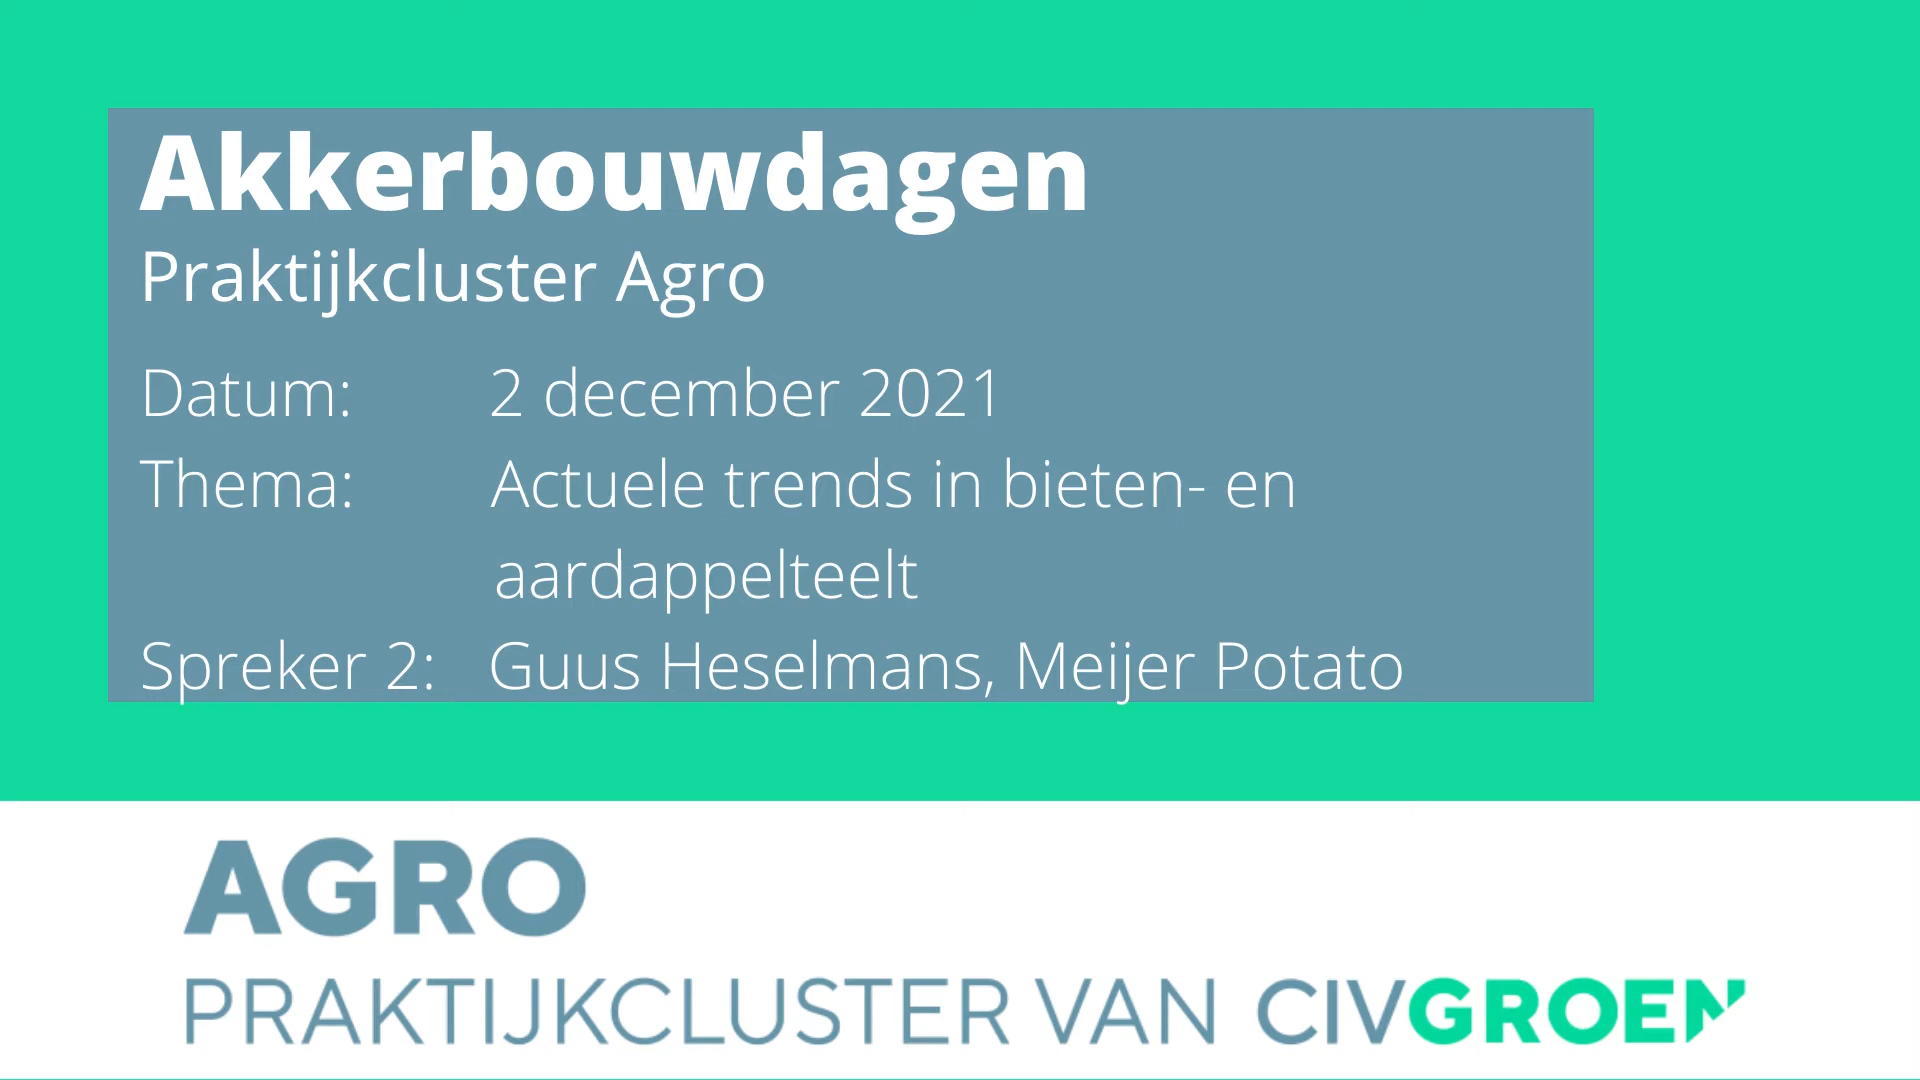 Akkerbouwdagen
Praktijkcluster Agro
Datum: 2 december 2021
Thema: Actuele trends in bieten- en
aardappelteelt
Spreker 2: Guus Heselmans, Meijer Potato
AGRO
PRAKTIJKCLUSTER VAN CIVGROEN